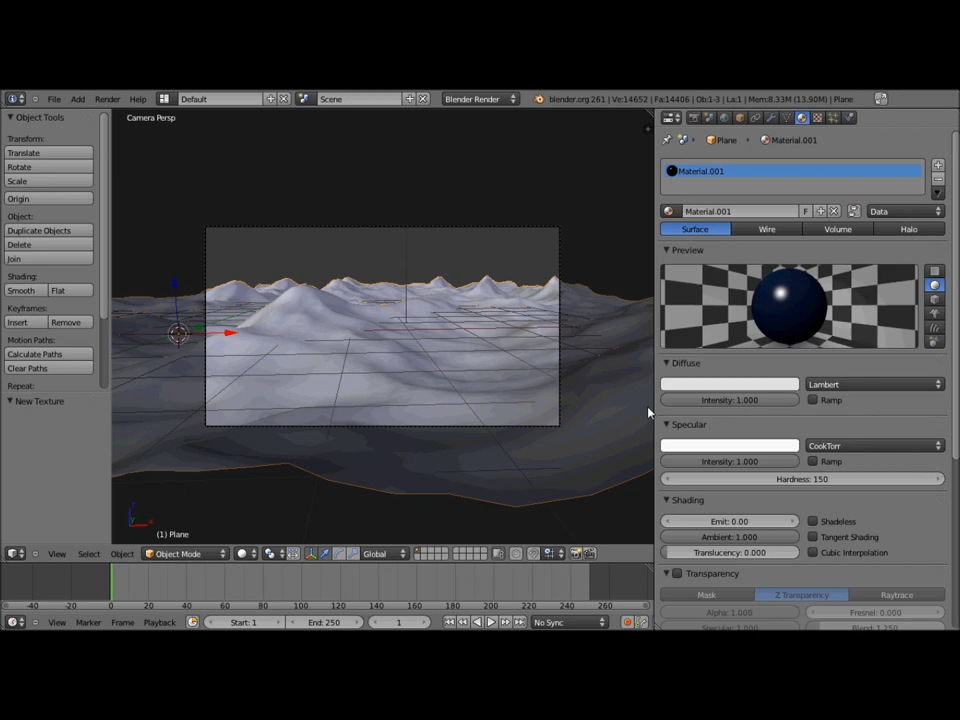 File Add Render Help Default Scene Blender Render blender.org 261 | Ve:14652 | Fa:14406 | Ob:1-3 | La:1 | Mem:8.33M (13.90M) | Plane
Object Tools
Transform:
Translate
Rotate
Scale
Origin
Object:
Duplicate Objects
Delete
Join
Shading:
Smooth Flat
Keyframes:
Insert Remove
Motion Paths:
Calculate Paths
Clear Paths
Repeat:
New Texture
Camera Persp
z
y
x
(1) Plane
View Select Object Object Mode Global
-40 -20 0 20 40 60 80 100 120 140 160 180 200 220 240 260
View Marker Frame Playback Start: 1 End: 250 1 No Sync
Plane Material.001
Material.001
Material.001 F Data
Surface Wire Volume Halo
Preview
Diffuse
Lambert
Intensity: 1.000 Ramp
Specular
CookTorr
Intensity: 1.000 Ramp
Hardness: 150
Shading
Emit: 0.00 Shadeless
Ambient: 1.000 Tangent Shading
Translucency: 0.000 Cubic Interpolation
Transparency
Mask Z Transparency Raytrace
Alpha: 1.000 Fresnel: 0.000
Specular: 1.000 Blend: 1.250